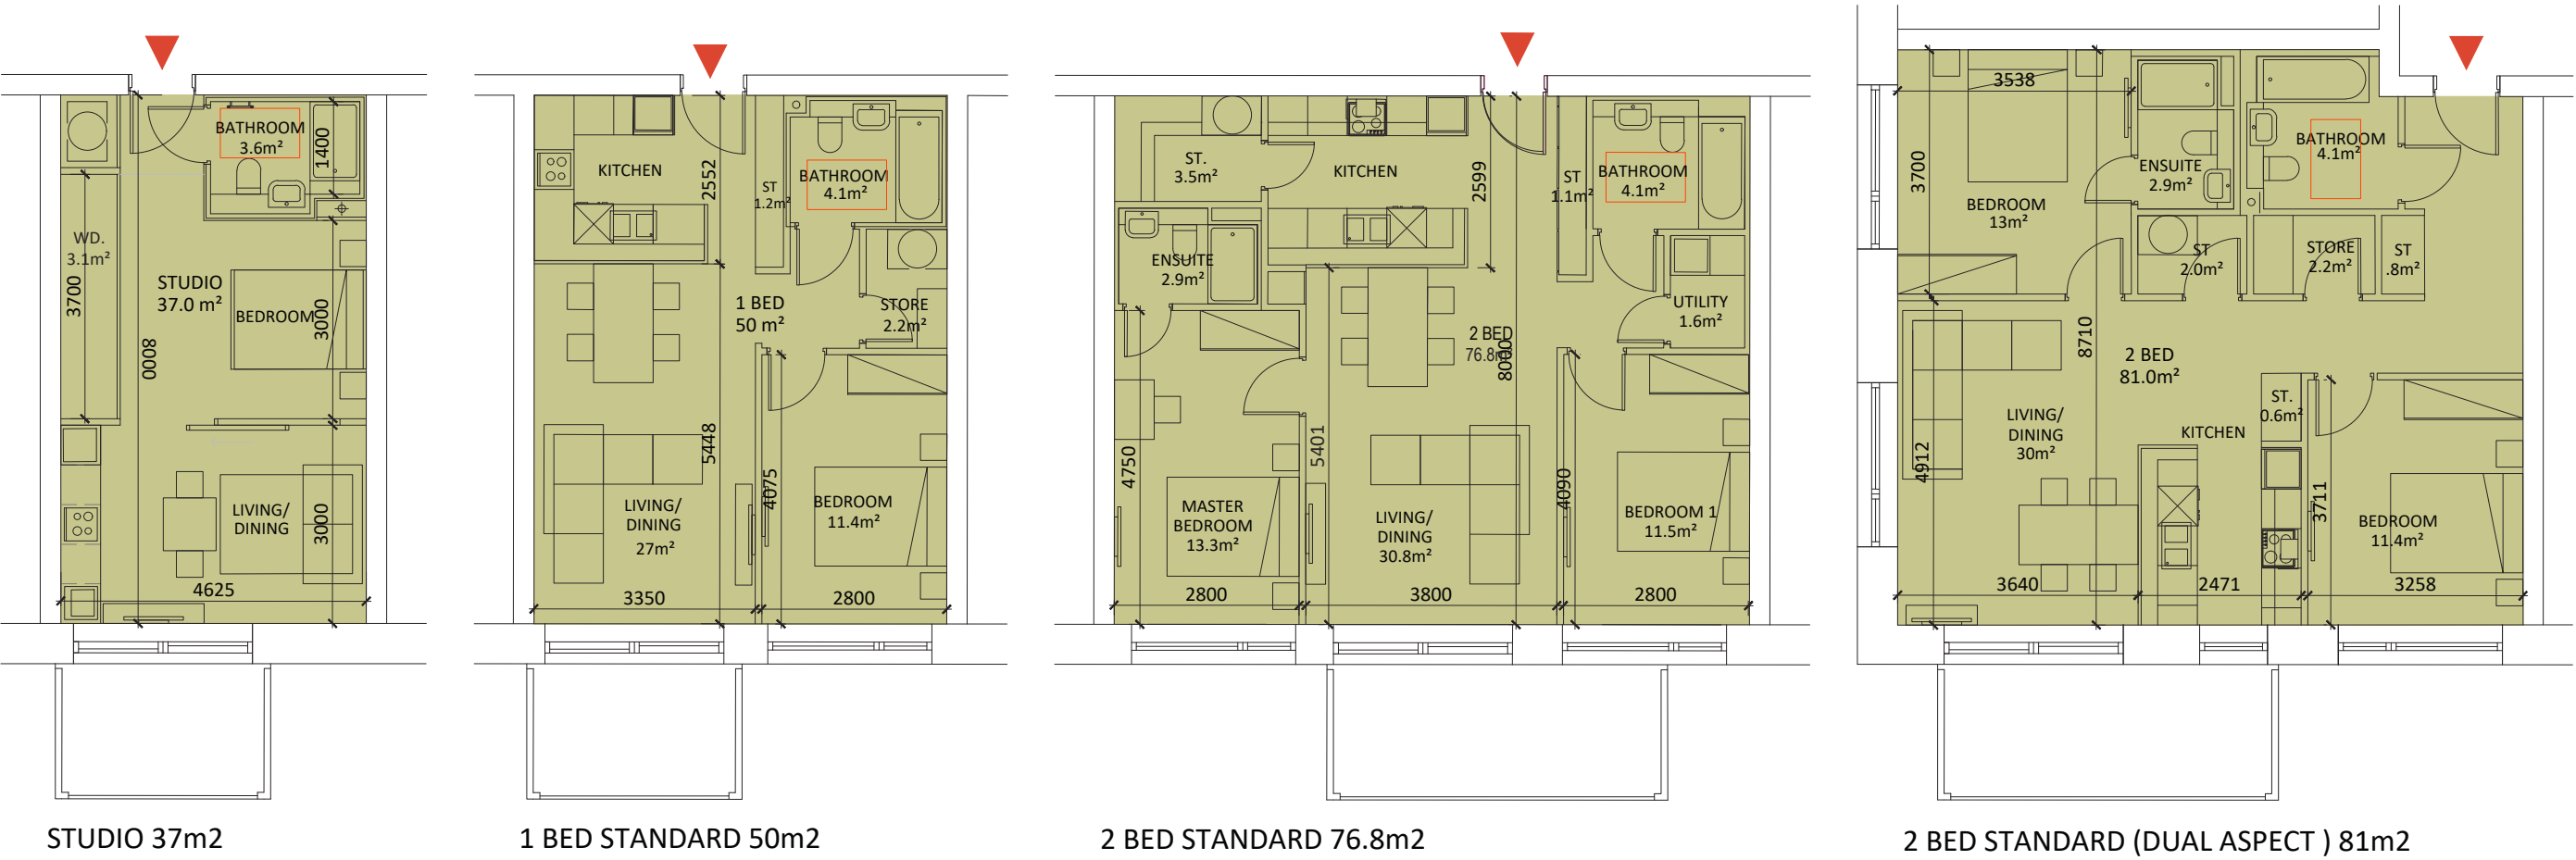 BATHROOM
3.6m²
1400
WD.
3.1m²
3700
STUDIO
37.0 m²
8000
BEDROOM
3000
LIVING/
DINING
3000
4625
STUDIO 37m2
KITCHEN
2552
ST
1.2m²
BATHROOM
4.1m²
1 BED
50 m²
STORE
2.2m²
5448
4075
LIVING/
DINING
27m²
BEDROOM
11.4m²
3350
2800
1 BED STANDARD 50m2
ST.
3.5m²
KITCHEN
2599
ST
1.1m²
BATHROOM
4.1m²
ENSUITE
2.9m²
UTILITY
1.6m²
2 BED
76.8m²
8000
4750
5401
4090
MASTER
BEDROOM
13.3m²
LIVING/
DINING
30.8m²
BEDROOM 1
11.5m²
2800
3800
2800
2 BED STANDARD 76.8m2
3538
3700
BEDROOM
13m²
ENSUITE
2.9m²
BATHROOM
4.1m²
ST
2.0m²
STORE
2.2m²
ST
.8m²
8710
2 BED
81.0m²
4912
LIVING/
DINING
30m²
KITCHEN
ST.
0.6m²
3711
BEDROOM
11.4m²
3640
2471
3258
2 BED STANDARD (DUAL ASPECT ) 81m2